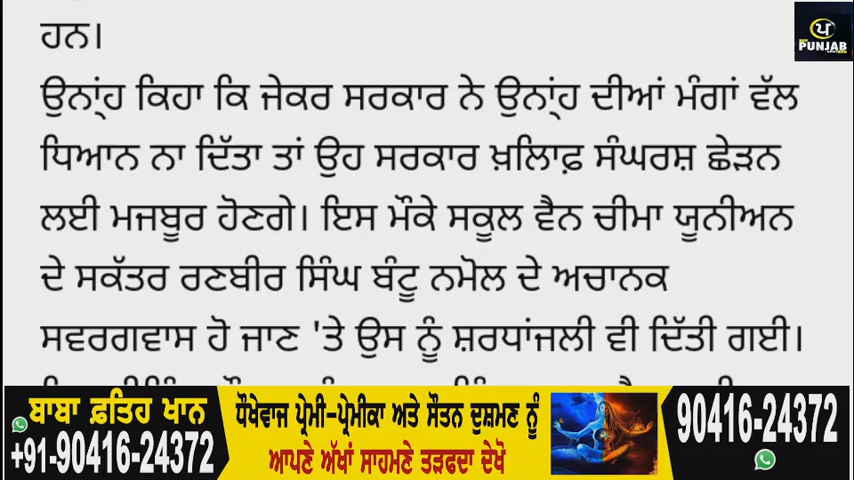 ਹਨ।
ਉਨਾਂ੍ਹ ਕਿਹਾ ਕਿ ਜੇਕਰ ਸਰਕਾਰ ਨੇ ਉਨਾਂ੍ਹ ਦੀਆਂ ਮੰਗਾਂ ਵੱਲ
ਧਿਆਨ ਨਾ ਦਿੱਤਾ ਤਾਂ ਉਹ ਸਰਕਾਰ ਖ਼ਲਿਾਫ਼ ਸੰਘਰਸ਼ ਛੇੜਨ
ਲਈ ਮਜਬੂਰ ਹੋਣਗੇ। ਇਸ ਮੌਕੇ ਸਕੂਲ ਵੈਨ ਚੀਮਾ ਯੂਨੀਅਨ
ਦੇ ਸਕੱਤਰ ਰਣਬੀਰ ਸਿੰਘ ਬੰਟੂ ਨਮੋਲ ਦੇ ਅਚਾਨਕ
ਸਵਰਗਵਾਸ ਹੋ ਜਾਣ 'ਤੇ ਉਸ ਨੂੰ ਸ਼ਰਧਾਂਜਲੀ ਵੀ ਦਿੱਤੀ ਗਈ।
ਪ
PUNJAB
ਬਾਬਾ ਫ਼ਤਿਹ ਖਾਨ
+91-90416-24372
ਧੌਖੇਵਾਜ ਪ੍ਰੇਮੀ-ਪ੍ਰੇਮੀਕਾ ਅਤੇ ਸੌਤਨ ਦੁਸ਼ਮਣ ਨੂੰ
ਆਪਣੇ ਅੱਖਾਂ ਸਾਹਮਣੇ ਤੜਫਦਾ ਦੇਖੋ
90416-24372